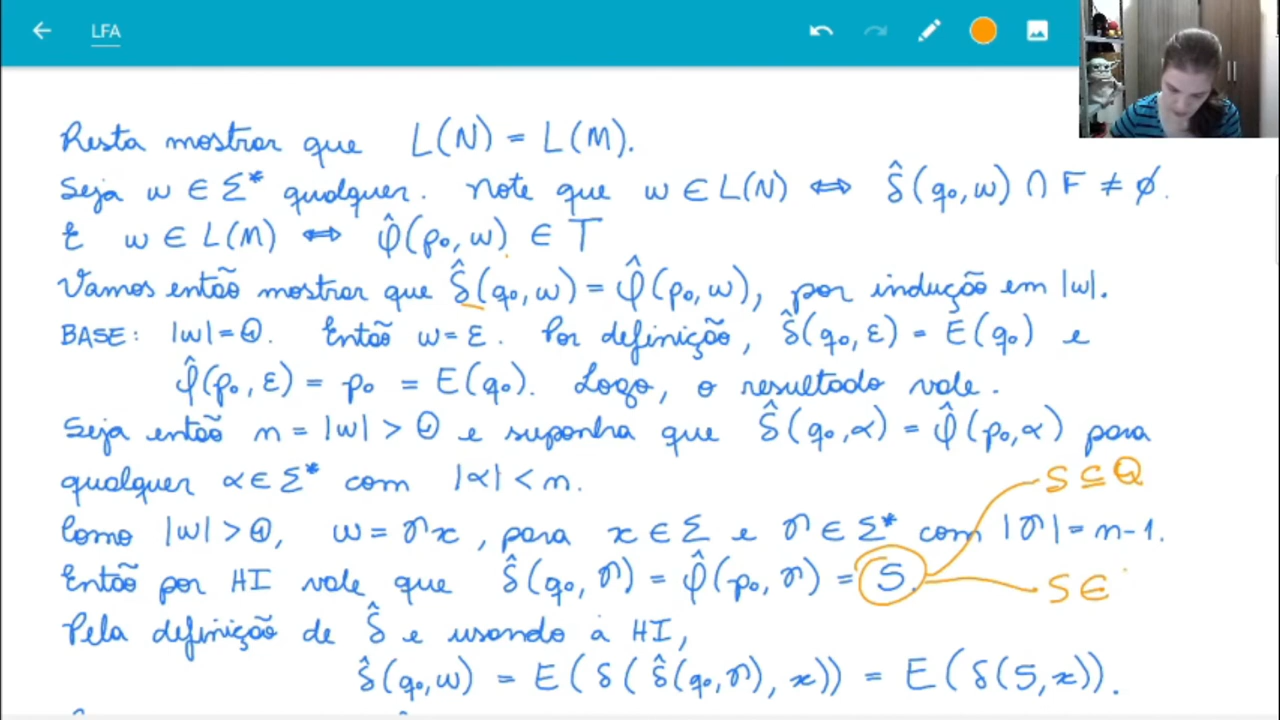 LFA
Resta mostrar que L(N) = L(M).
Seja w ∈ Σ* qualquer. Note que w ∈ L(N) ⇔ δ̂(q₀, w) ∩ F ≠ ∅.
E w ∈ L(M) ⇔ φ̂(p₀, w) ∈ T
Vamos então mostrar que δ̂(q₀, w) = φ̂(p₀, w), por indução em |w|.
BASE: |w| = 0. Então w = ε. Por definição, δ̂(q₀, ε) = E(q₀) e
φ̂(p₀, ε) = p₀ = E(q₀). Logo, o resultado vale.
Seja então n = |w| > 0 e suponha que δ̂(q₀, α) = φ̂(p₀, α) para
qualquer α ∈ Σ* com |α| < n.
S ⊆ Q
Como |w| > 0, w = rx, para x ∈ Σ e r ∈ Σ* com |r| = n-1.
Então por HI vale que δ̂(q₀, r) = φ̂(p₀, r) = S.
S ∈
Pela definição de δ̂ e usando a HI,
δ̂(q₀, w) = E(δ(δ̂(q₀, r), x)) = E(δ(S, x)).